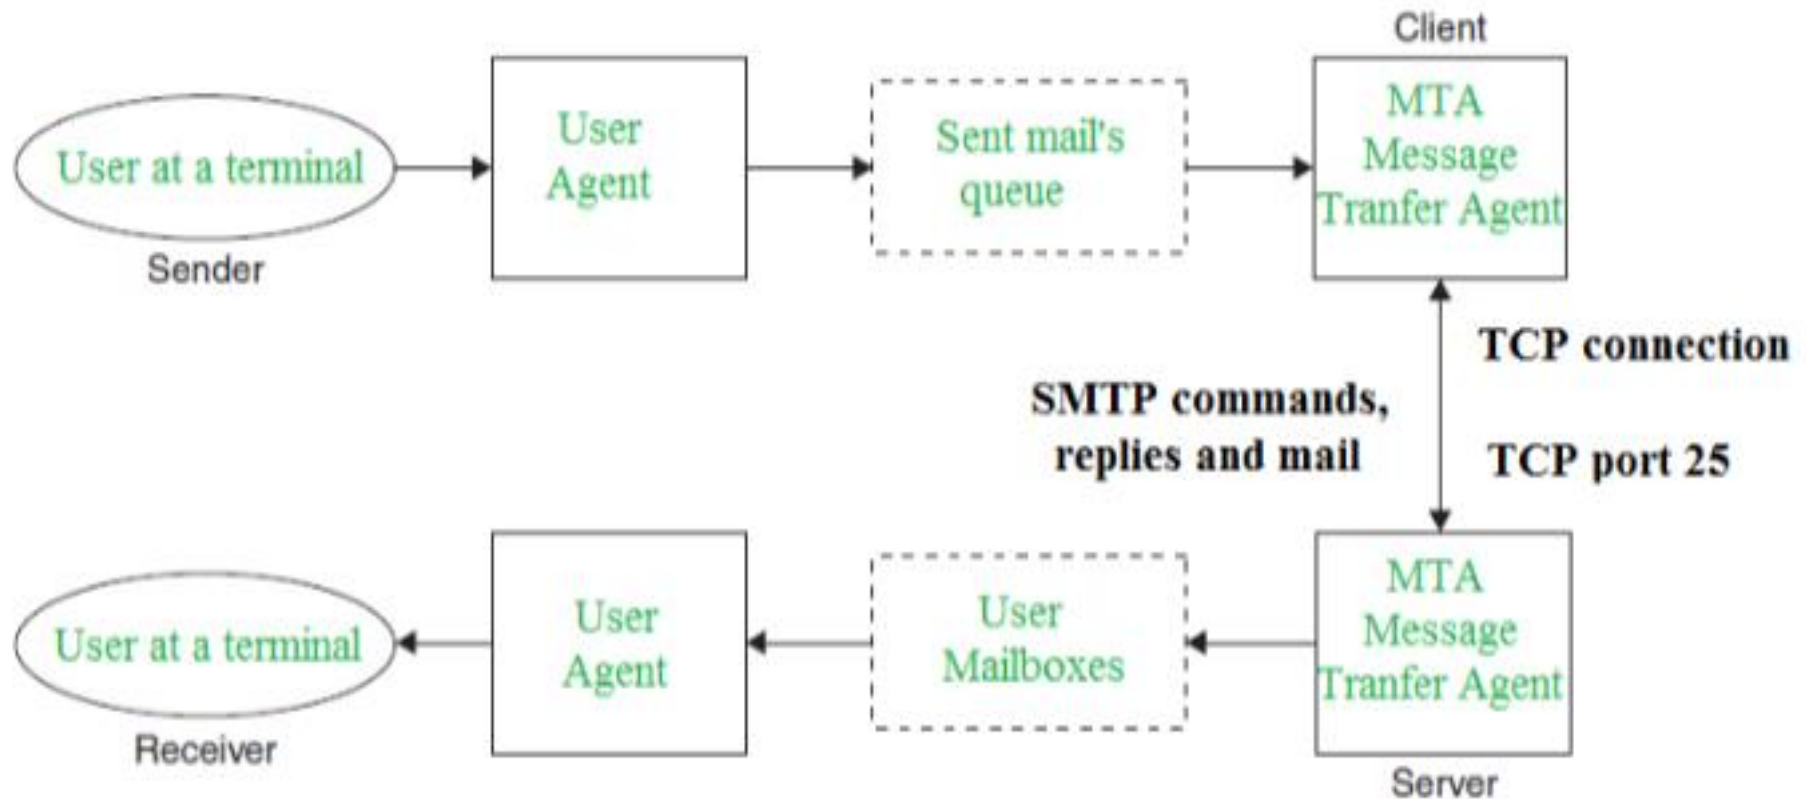 Client
User at a terminal
Sender
User
Agent
Sent mail's
queue
MTA
Message
Tranfer Agent
SMTP commands,
replies and mail
TCP connection
TCP port 25
User at a terminal
Receiver
User
Agent
User
Mailboxes
MTA
Message
Tranfer Agent
Server